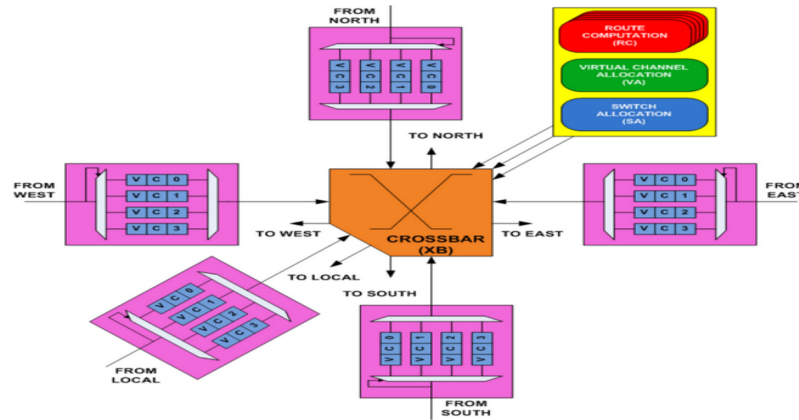 FROM
NORTH
VC3
VC2
VC1
VC0
ROUTE
COMPUTATION
(RC)
VIRTUAL CHANNEL
ALLOCATION
(VA)
SWITCH
ALLOCATION
(SA)
TO NORTH
FROM
WEST
VC0
VC1
VC2
VC3
TO WEST
CROSSBAR
(XB)
TO EAST
VC0
VC1
VC2
VC3
FROM
EAST
TO LOCAL
TO SOUTH
VC0
VC1
VC2
VC3
FROM
LOCAL
VC0
VC1
VC2
VC3
FROM
SOUTH